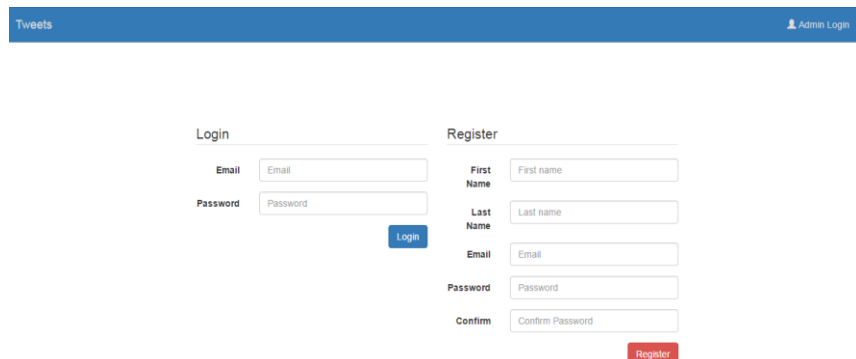 Tweets
Admin Login
Login
Email Email
Password Password
Login
Register
First Name First name
Last Name Last name
Email Email
Password Password
Confirm Confirm Password
Register